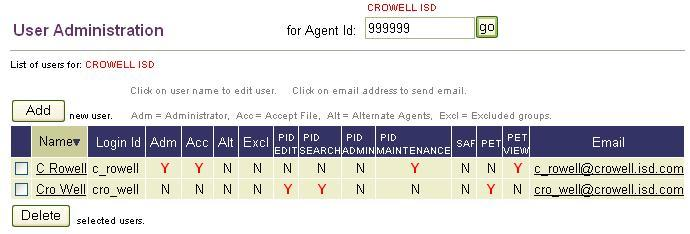 CROWELL ISD
User Administration for Agent Id: 999999 go
List of users for: CROWELL ISD
Click on user name to edit user. Click on email address to send email.
Add new user. Adm = Administrator, Acc = Accept File, Alt = Alternate Agents, Excl = Excluded groups.
Name▼ Login Id Adm Acc Alt Excl PID EDIT PID SEARCH PID ADMIN PID MAINTENANCE SAF PET PET VIEW Email
C Rowell c_rowell Y Y N N N N N Y N N Y c_rowell@crowell.isd.com
Cro Well cro_well N N N N Y Y N N N Y N cro_well@crowell.isd.com
Delete selected users.